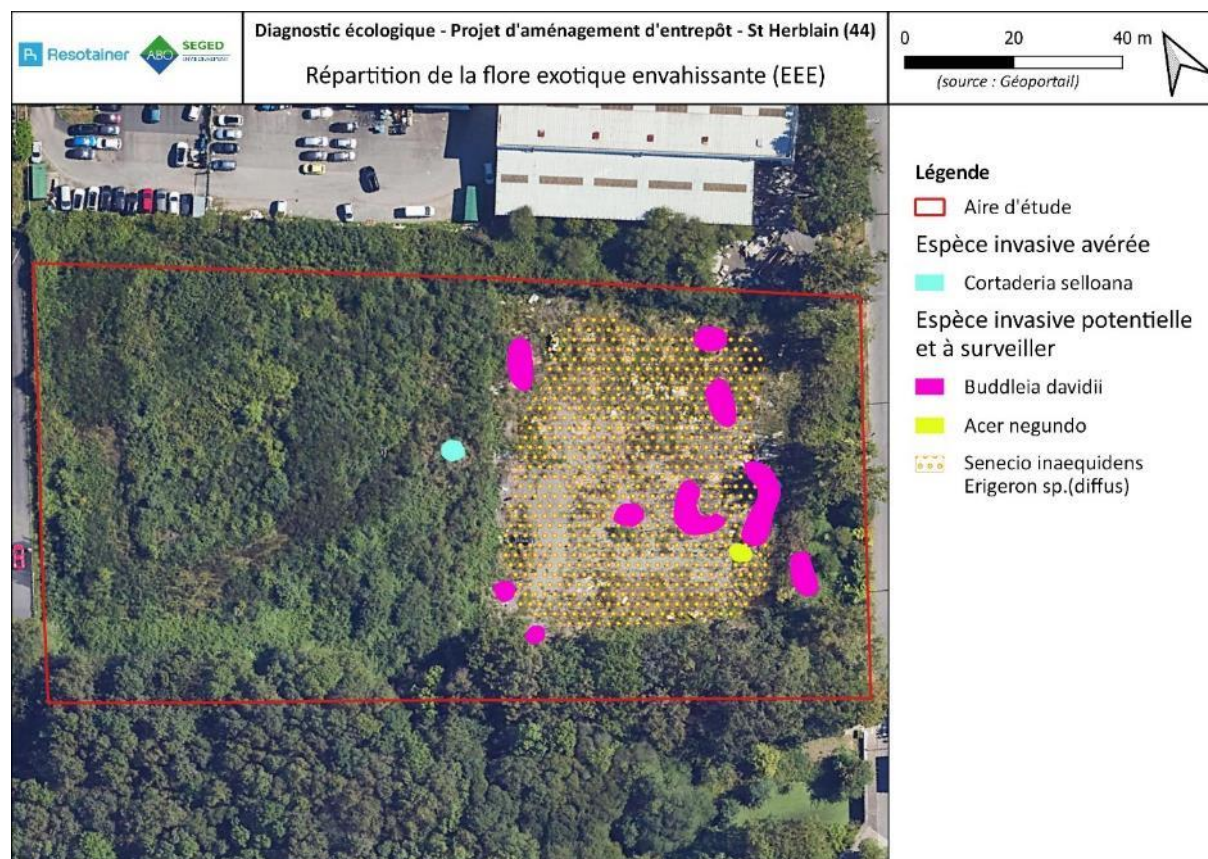 Resotainer
ABO
SEGED
Diagnostic écologique - Projet d'aménagement d'entrepôt - St Herblain (44)
Répartition de la flore exotique envahissante (EEE)
0 20 40 m
(source : Géoportail)
Légende
Aire d'étude
Espèce invasive avérée
Cortaderia selloana
Espèce invasive potentielle
et à surveiller
Buddleia davidii
Acer negundo
Senecio inaequidens
Erigeron sp.(diffus)